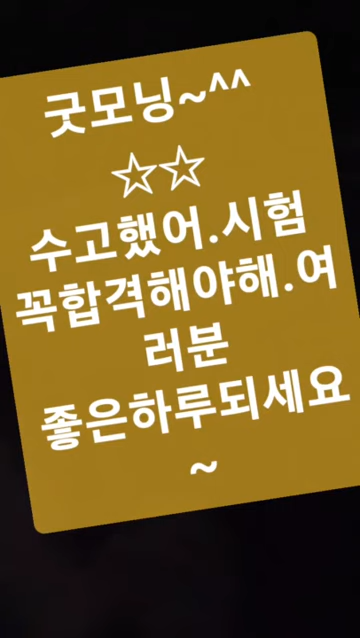 굿모닝~^^
☆☆
수고했어.시험
꼭합격해야해.여
러분
좋은하루되세요
~